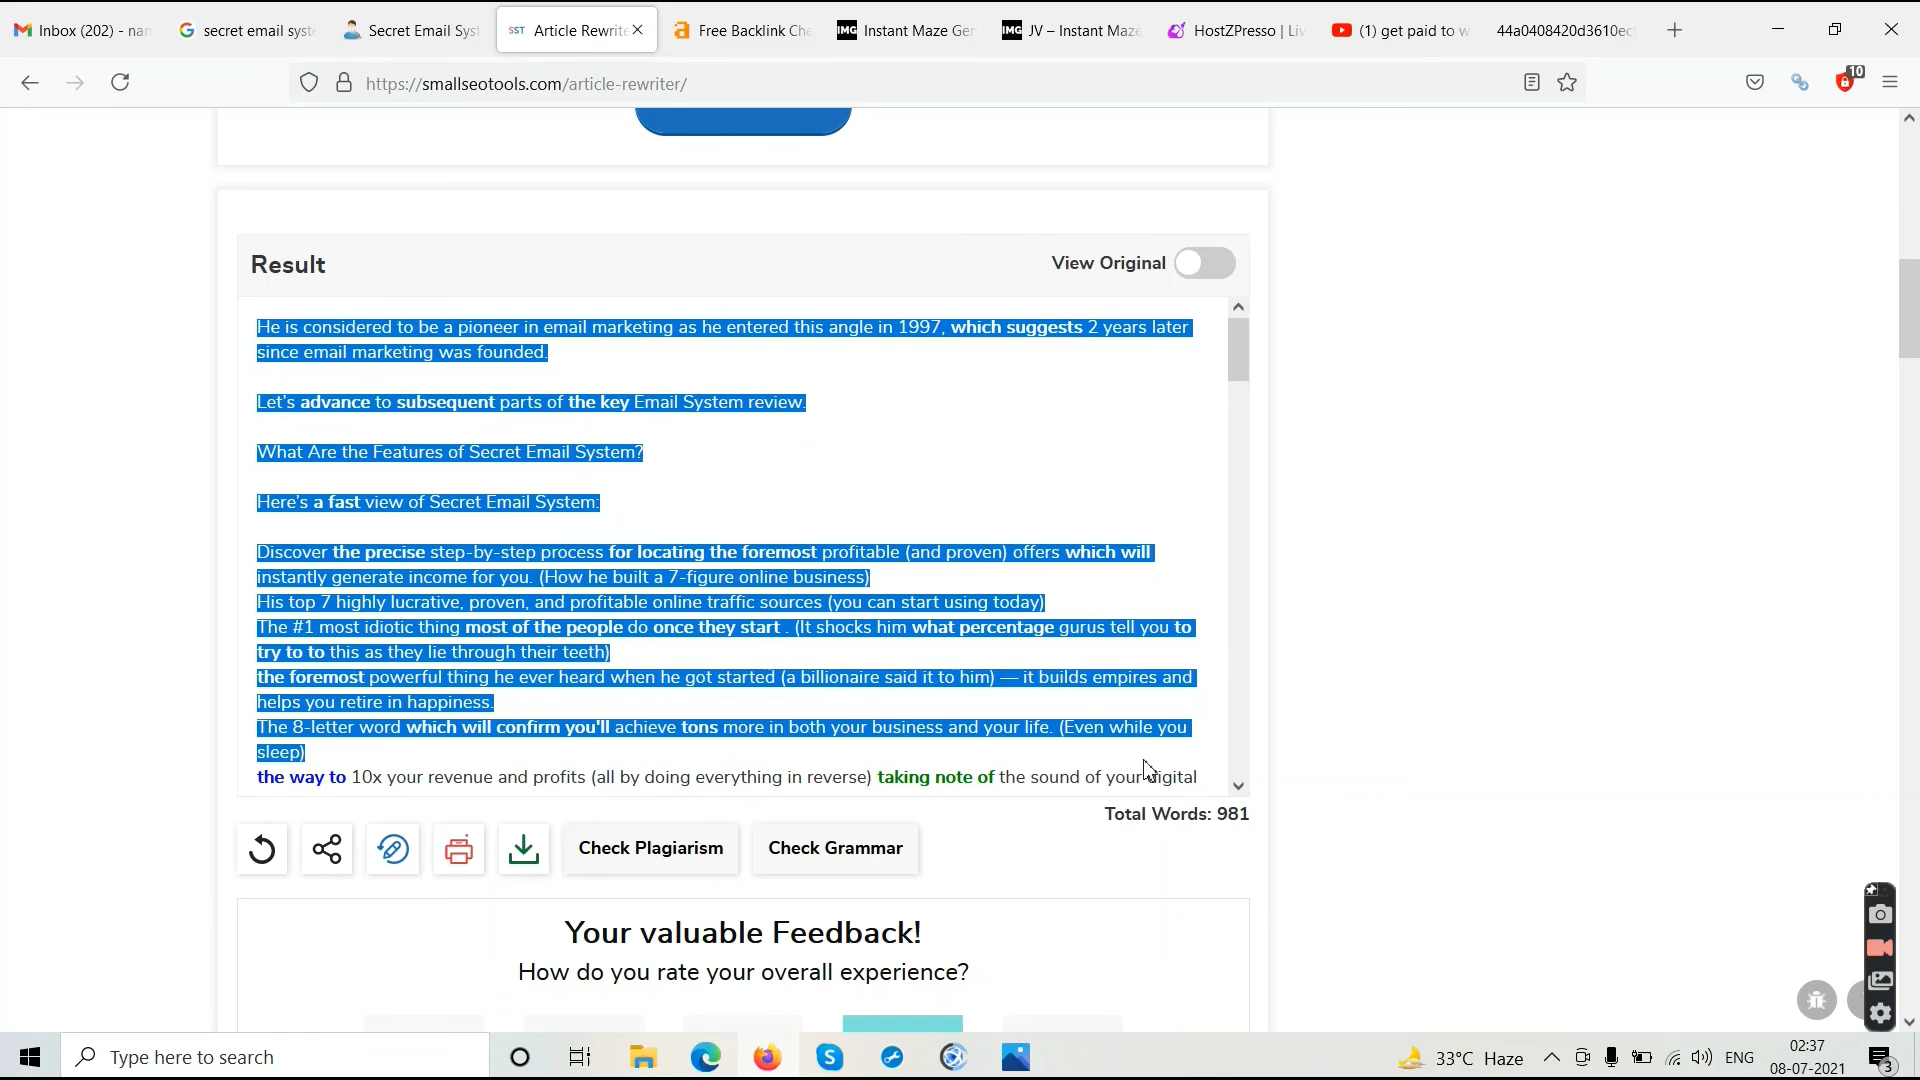 Inbox (202) - nan
secret email syste
Secret Email Syst
SST Article Rewrite
Free Backlink Che
IMG Instant Maze Gen
IMG JV – Instant Maze
HostZPresso | Liv
(1) get paid to w
44a0408420d3610ec
https://smallseotools.com/article-rewriter/
10
Result
View Original
He is considered to be a pioneer in email marketing as he entered this angle in 1997, which suggests 2 years later
since email marketing was founded.
Let's advance to subsequent parts of the key Email System review.
What Are the Features of Secret Email System?
Here's a fast view of Secret Email System:
Discover the precise step-by-step process for locating the foremost profitable (and proven) offers which will
instantly generate income for you. (How he built a 7-figure online business)
His top 7 highly lucrative, proven, and profitable online traffic sources (you can start using today)
The #1 most idiotic thing most of the people do once they start . (It shocks him what percentage gurus tell you to
try to to this as they lie through their teeth)
the foremost powerful thing he ever heard when he got started (a billionaire said it to him) — it builds empires and
helps you retire in happiness.
The 8-letter word which will confirm you'll achieve tons more in both your business and your life. (Even while you
sleep)
the way to 10x your revenue and profits (all by doing everything in reverse) taking note of the sound of your digital
Total Words: 981
Check Plagiarism
Check Grammar
Your valuable Feedback!
How do you rate your overall experience?
Type here to search
33°C Haze
ENG
02:37
08-07-2021
3